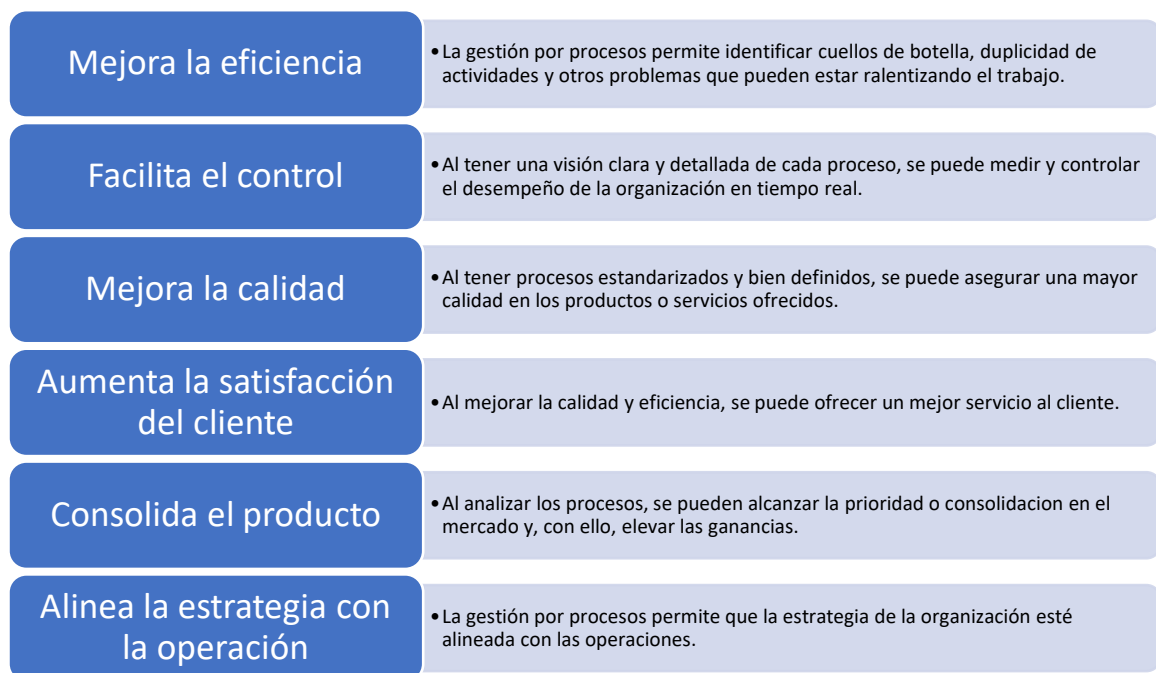 Mejora la eficiencia
•La gestión por procesos permite identificar cuellos de botella, duplicidad de
actividades y otros problemas que pueden estar ralentizando el trabajo.
Facilita el control
•Al tener una visión clara y detallada de cada proceso, se puede medir y controlar
el desempeño de la organización en tiempo real.
Mejora la calidad
•Al tener procesos estandarizados y bien definidos, se puede asegurar una mayor
calidad en los productos o servicios ofrecidos.
Aumenta la satisfacción
del cliente
•Al mejorar la calidad y eficiencia, se puede ofrecer un mejor servicio al cliente.
Consolida el producto
•Al analizar los procesos, se pueden alcanzar la prioridad o consolidacion en el
mercado y, con ello, elevar las ganancias.
Alinea la estrategia con
la operación
•La gestión por procesos permite que la estrategia de la organización esté
alineada con las operaciones.